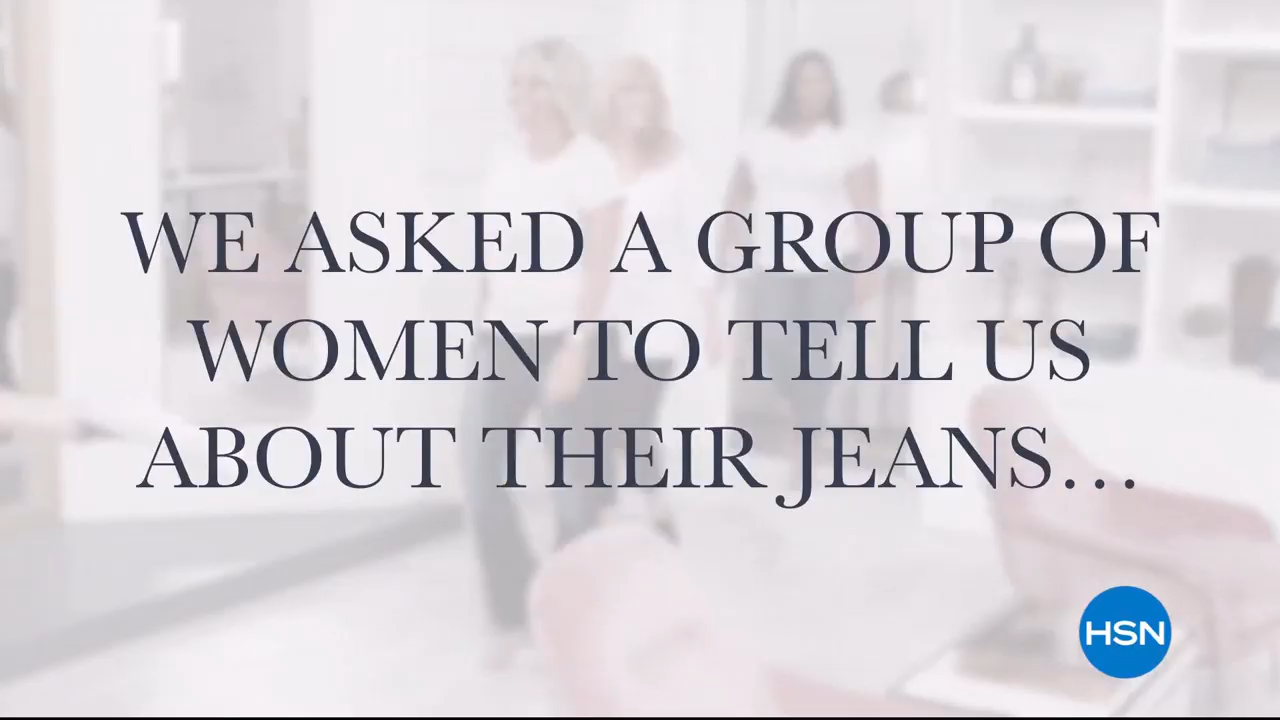 WE ASKED A GROUP OF
WOMEN TO TELL US
ABOUT THEIR JEANS...
HSN